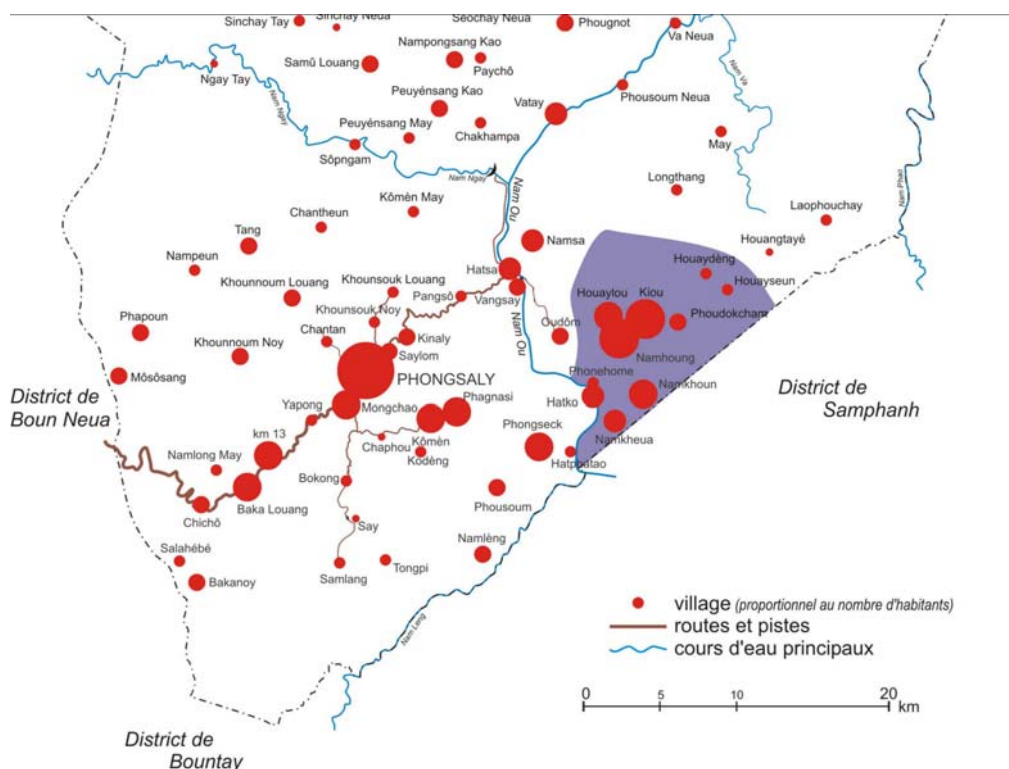 Sinchay Neua
Seochay Neua
Sinchay Tay
Phougnot
Va Neua
Nampongsang Kao
Samû Louang
Paychô
Ngay Tay
Nam Va
Phousoum Neua
Peuyénsang Kao
Nam Ngay
Vatay
Peuyénsang May
Chakhampa
May
Sôpngam
Nam Ngay
Nam Phao
Longthang
Nam Ou
Kômèn May
Laophouchay
Chantheun
Tang
Namsa
Houangtayé
Nampeun
Houaydèng
Khounsouk Louang
Hatsa
Houayseun
Khounnoum Louang
Pangsô
Vangsay
Houaylou
Kiou
Khounsouk Noy
Phapoun
Chantan
Kinaly
Oudôm
Phoudokcham
Nam Ou
Khounnoum Noy
Saylom
Namhoung
Môsôsang
PHONGSALY
Phonehome
District de
Boun Neua
Namkhoun
District de
Samphanh
Yapong
Mongchao
Phagnasi
Hatko
km 13
Kômèn
Phongseck
Namkheua
Chaphou
Namlong May
Kodèng
Hatphatao
Bokong
Chichô
Baka Louang
Phousoum
Say
Salahébé
Namlèng
Bakanoy
Samlang
Tongpi
Nam Leng
village (proportionnel au nombre d'habitants)
routes et pistes
cours d'eau principaux
0 5 10 20
km
District de
Bountay